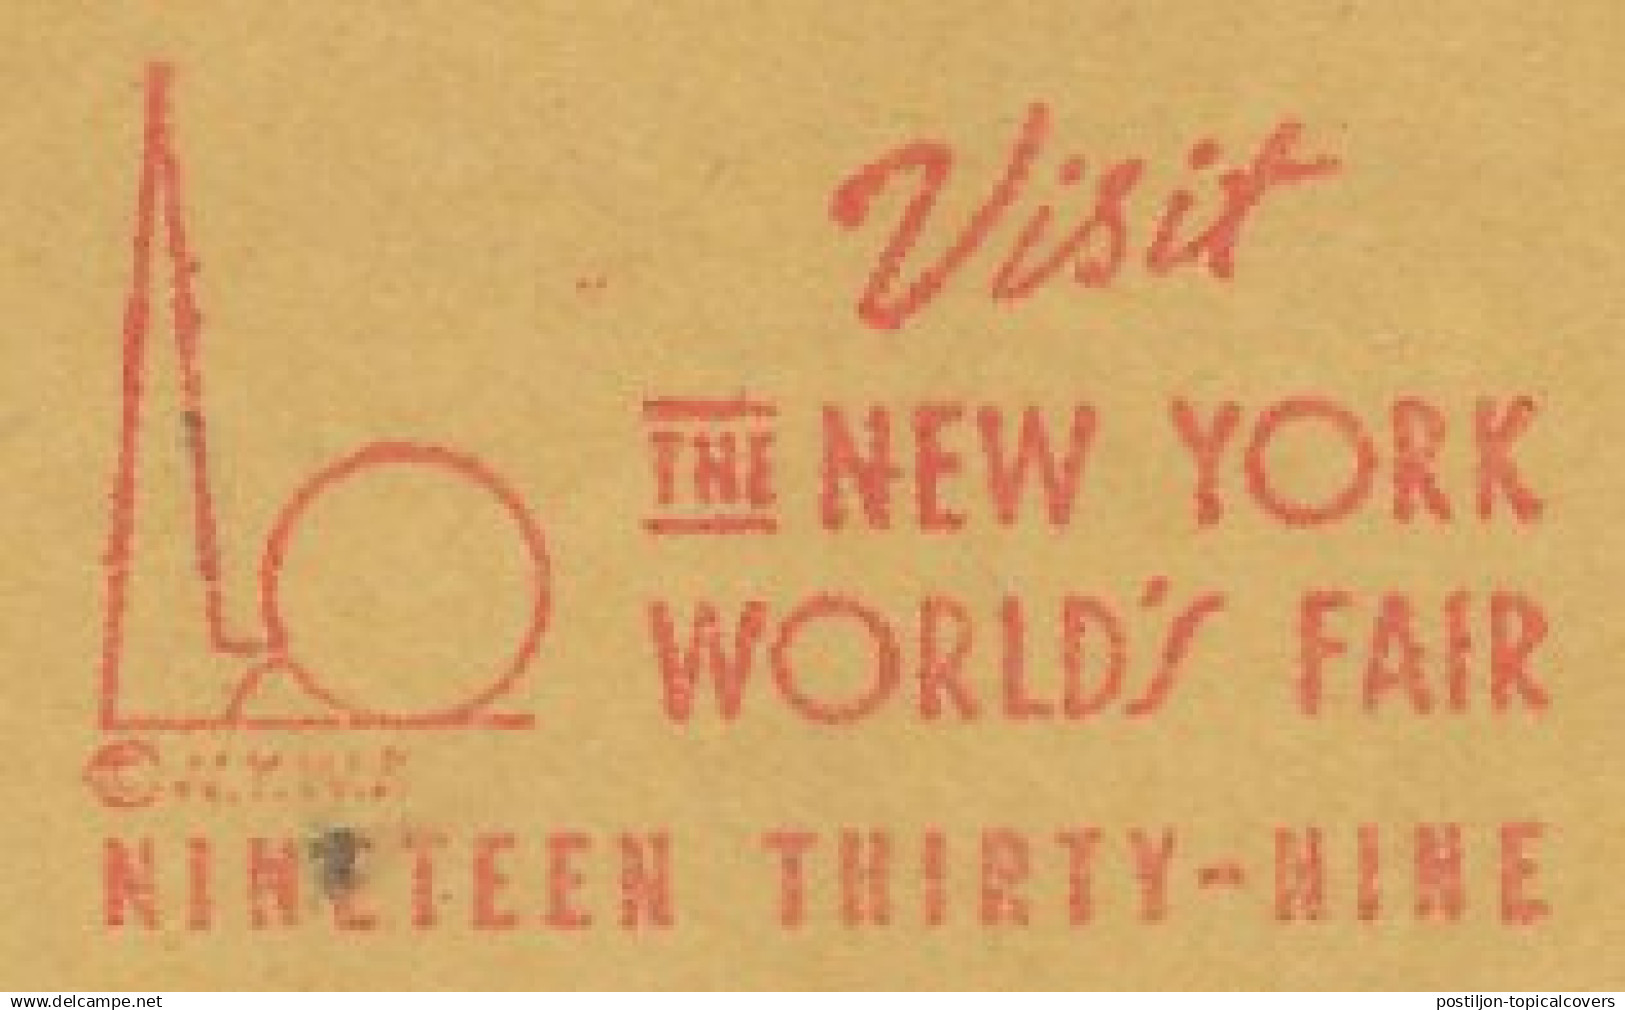 Visit
THE NEW YORK
WORLD'S FAIR
©
NINETEEN THIRTY-NINE
www.delcampe.net
postiljon-topicalcovers